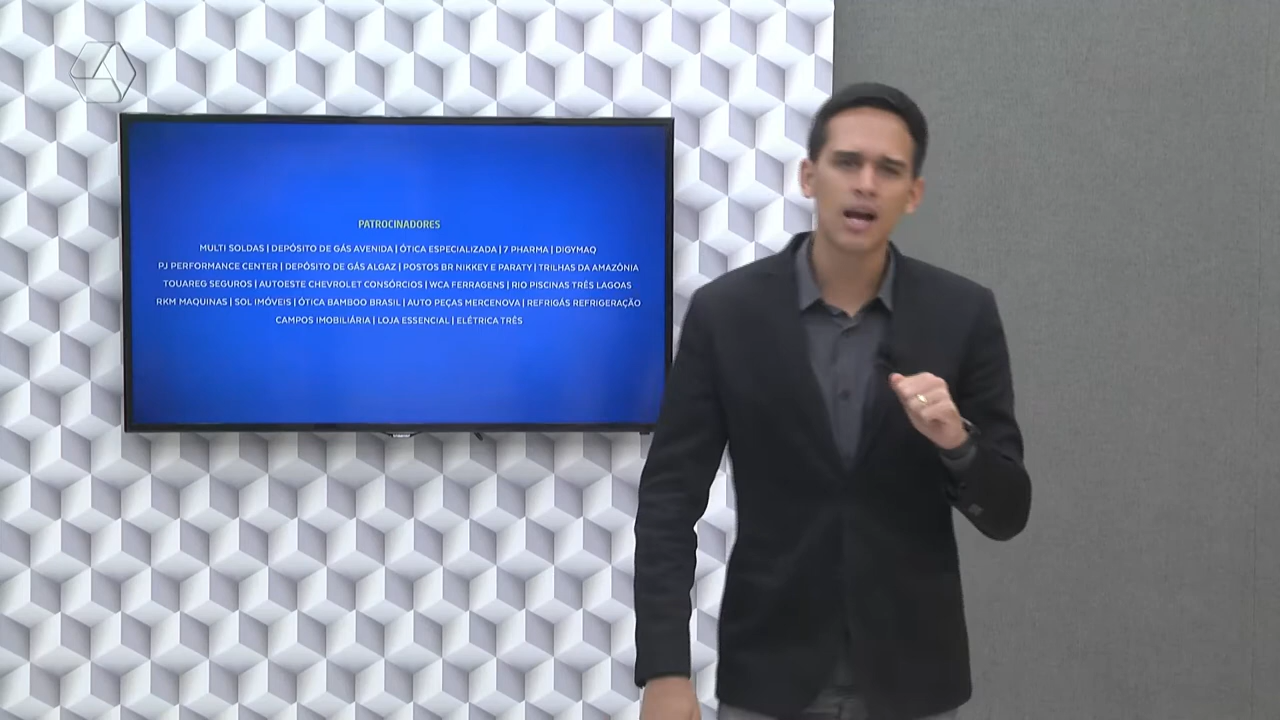 PATROCINADORES
MULTI SOLDAS | DEPÓSITO DE GÁS AVENIDA | ÓTICA ESPECIALIZADA | 7 PHARMA | DIGYMAQ
PJ PERFORMANCE CENTER | DEPÓSITO DE GÁS ALGAZ | POSTOS BR NIKKEY E PARATY | TRILHAS DA AMAZÔNIA
TOUAREG SEGUROS | AUTOESTE CHEVROLET CONSÓRCIOS | WCA FERRAGENS | RIO PISCINAS TRÊS LAGOAS
RKM MAQUINAS | SOL IMÓVEIS | ÓTICA BAMBOO BRASIL | AUTO PEÇAS MERCENOVA | REFRIGÁS REFRIGERAÇÃO
CAMPOS IMOBILIÁRIA | LOJA ESSENCIAL | ELÉTRICA TRÊS